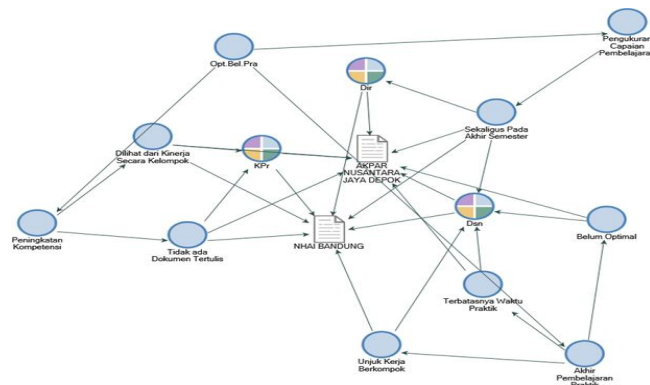 Opt.Bel.Pra
Pengukuran
Capaian
Pembelajara
Dir
Sekaligus Pada
Akhir Semester
Dilihat dari Kinerja
Secara Kelompok
KPr
AKPAR
NUSANTARA
JAYA DEPOK
Dsn
Peningkatan
Kompetensi
Tidak ada
Dokumen Tertulis
NHAI BANDUNG
Belum Optimal
Terbatasnya Waktu
Praktik
Unjuk Kerja
Berkompok
Akhir
Pembelajaran
Praktik